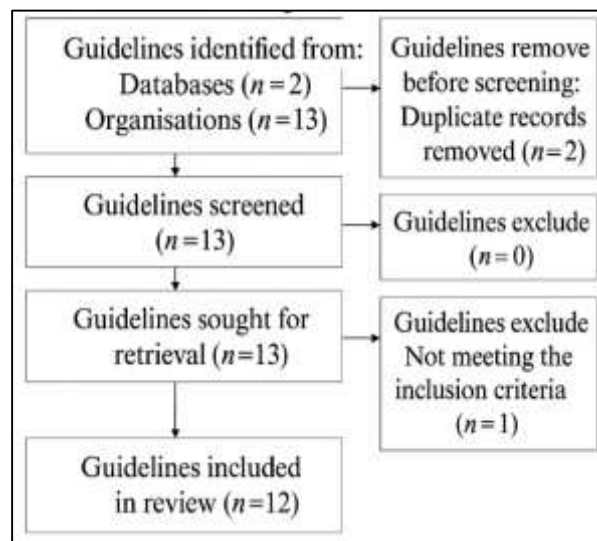 Guidelines identified from:
Databases (n=2)
Organisations (n=13)
Guidelines remove
before screening:
Duplicate records
removed (n=2)
Guidelines screened
(n=13)
Guidelines exclude
(n=0)
Guidelines sought for
retrieval (n=13)
Guidelines exclude
Not meeting the
inclusion criteria
(n=1)
Guidelines included
in review (n=12)